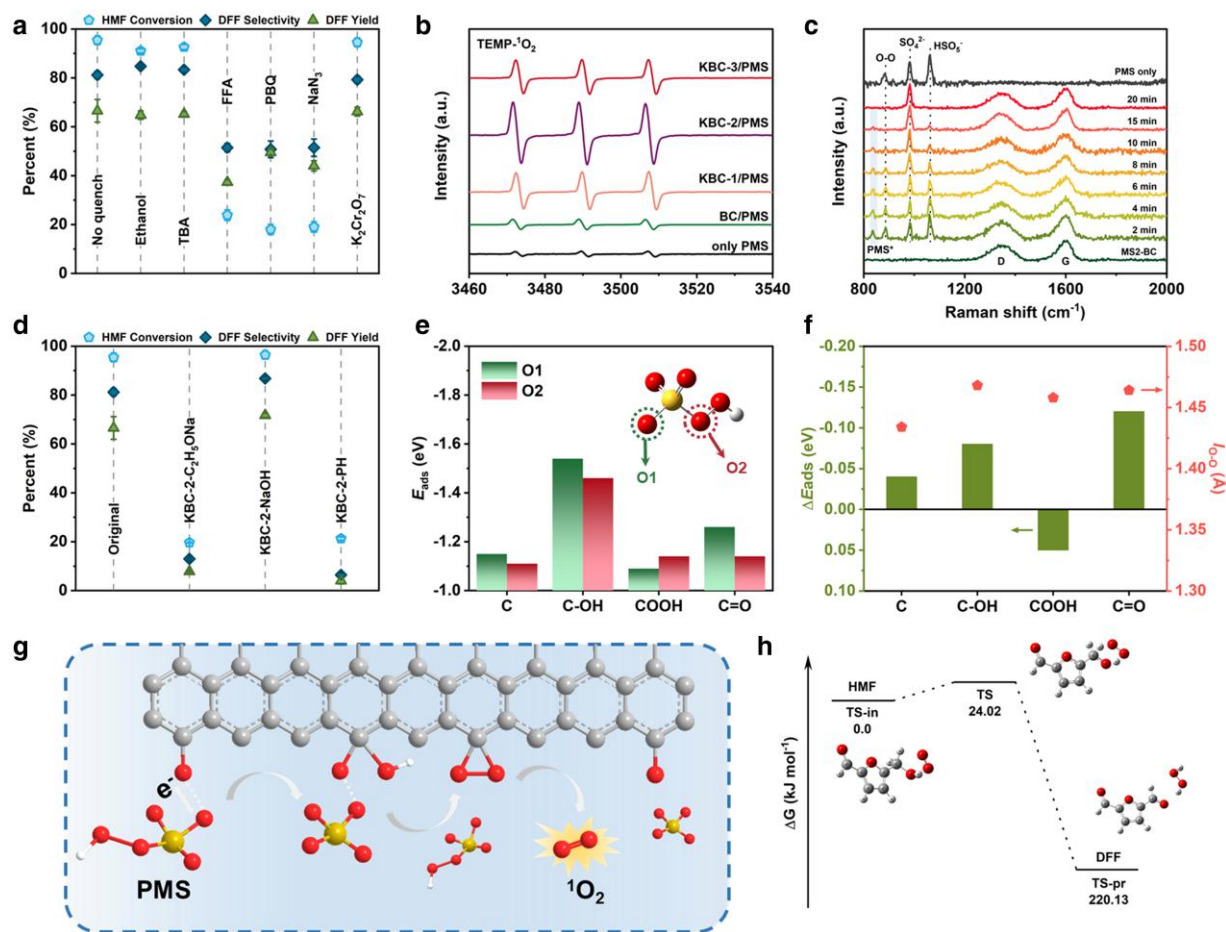 a
HMF Conversion DFF Selectivity DFF Yield
Percent (%)
100
80
60
40
20
0
No quench
Ethanol
TBA
FFA
PBQ
NaN₃
K₂Cr₂O₇
b
TEMP-¹O₂
KBC-3/PMS
KBC-2/PMS
KBC-1/PMS
BC/PMS
only PMS
Intensity (a.u.)
3460 3480 3500 3520 3540
c
O-O
SO₄²⁻
HSO₅⁻
PMS only
20 min
15 min
10 min
8 min
6 min
4 min
2 min
PMS*
D
G
MS2-BC
Intensity (a.u.)
800 1200 1600 2000
Raman shift (cm⁻¹)
d
HMF Conversion DFF Selectivity DFF Yield
Percent (%)
100
80
60
40
20
0
Original
KBC-2-C₂H₅ONa
KBC-2-NaOH
KBC-2-PH
e
O1
O2
O1
O2
Eads (eV)
-2.0
-1.8
-1.6
-1.4
-1.2
-1.0
C C-OH COOH C=O
f
ΔEads (eV)
-0.20
-0.15
-0.10
-0.05
0.00
0.05
0.10
1.50
1.45
1.40
1.35
1.30
lO-O (Å)
C C-OH COOH C=O
g
e⁻
PMS
¹O₂
h
ΔG (kJ mol⁻¹)
HMF
TS-in
0.0
TS
24.02
DFF
TS-pr
220.13